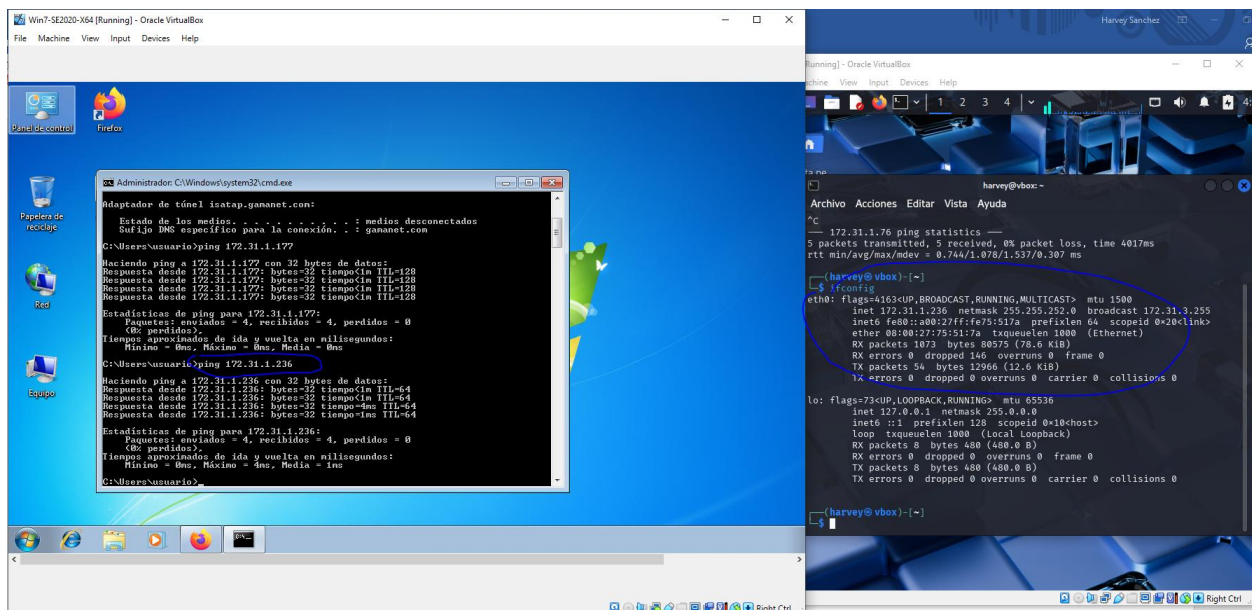 Win7-SE2020-X64 [Running] - Oracle VirtualBox
File Machine View Input Devices Help
Panel de control
Firefox
Papelera de reciclaje
Red
Equipo
Administrador: C:\Windows\system32\cmd.exe
Adaptador de túnel isatap.gamanet.com:
Estado de los medios. . . . . . . . . . . : medios desconectados
Sufijo DNS específico para la conexión. . : gamanet.com
C:\Users\usuario>ping 172.31.1.177
Haciendo ping a 172.31.1.177 con 32 bytes de datos:
Respuesta desde 172.31.1.177: bytes=32 tiempo<1m TTL=128
Respuesta desde 172.31.1.177: bytes=32 tiempo<1m TTL=128
Respuesta desde 172.31.1.177: bytes=32 tiempo<1m TTL=128
Respuesta desde 172.31.1.177: bytes=32 tiempo<1m TTL=128
Estadísticas de ping para 172.31.1.177:
Paquetes: enviados = 4, recibidos = 4, perdidos = 0
(0% perdidos),
Tiempos aproximados de ida y vuelta en milisegundos:
Mínimo = 0ms, Máximo = 0ms, Media = 0ms
C:\Users\usuario>ping 172.31.1.236
Haciendo ping a 172.31.1.236 con 32 bytes de datos:
Respuesta desde 172.31.1.236: bytes=32 tiempo<1m TTL=64
Respuesta desde 172.31.1.236: bytes=32 tiempo<1m TTL=64
Respuesta desde 172.31.1.236: bytes=32 tiempo=4ms TTL=64
Respuesta desde 172.31.1.236: bytes=32 tiempo=1ms TTL=64
Estadísticas de ping para 172.31.1.236:
Paquetes: enviados = 4, recibidos = 4, perdidos = 0
(0% perdidos),
Tiempos aproximados de ida y vuelta en milisegundos:
Mínimo = 0ms, Máximo = 4ms, Media = 1ms
C:\Users\usuario>_
Right Ctrl
Harvey Sanchez
Running] - Oracle VirtualBox
View Input Devices Help
1 2 3 4
harvey@vbox: ~
Archivo Acciones Editar Vista Ayuda
^C
— 172.31.1.76 ping statistics —
5 packets transmitted, 5 received, 0% packet loss, time 4017ms
rtt min/avg/max/mdev = 0.744/1.078/1.537/0.307 ms
(harvey㉿vbox)-[~]
$ ifconfig
eth0: flags=4163<UP,BROADCAST,RUNNING,MULTICAST> mtu 1500
inet 172.31.1.236 netmask 255.255.252.0 broadcast 172.31.3.255
inet6 fe80::a00:27ff:fe75:517a prefixlen 64 scopeid 0×20<link>
ether 08:00:27:75:51:7a txqueuelen 1000 (Ethernet)
RX packets 1073 bytes 80575 (78.6 KiB)
RX errors 0 dropped 146 overruns 0 frame 0
TX packets 54 bytes 12966 (12.6 KiB)
TX errors 0 dropped 0 overruns 0 carrier 0 collisions 0
lo: flags=73<UP,LOOPBACK,RUNNING> mtu 65536
inet 127.0.0.1 netmask 255.0.0.0
inet6 ::1 prefixlen 128 scopeid 0×10<host>
loop txqueuelen 1000 (Local Loopback)
RX packets 8 bytes 480 (480.0 B)
RX errors 0 dropped 0 overruns 0 frame 0
TX packets 8 bytes 480 (480.0 B)
TX errors 0 dropped 0 overruns 0 carrier 0 collisions 0
(harvey㉿vbox)-[~]
$
Right Ctrl